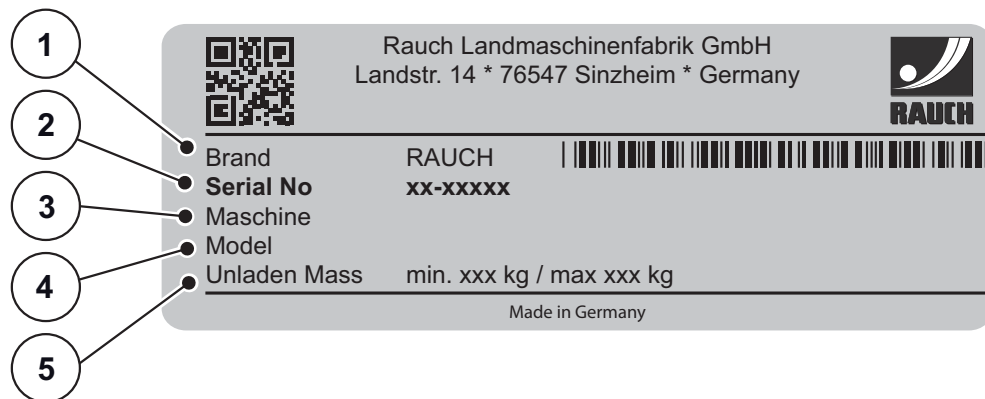 Rauch Landmaschinenfabrik GmbH
Landstr. 14 * 76547 Sinzheim * Germany
RAUCH
1 Brand RAUCH
2 Serial No xx-xxxxx
3 Maschine
4 Model
5 Unladen Mass min. xxx kg / max xxx kg
Made in Germany